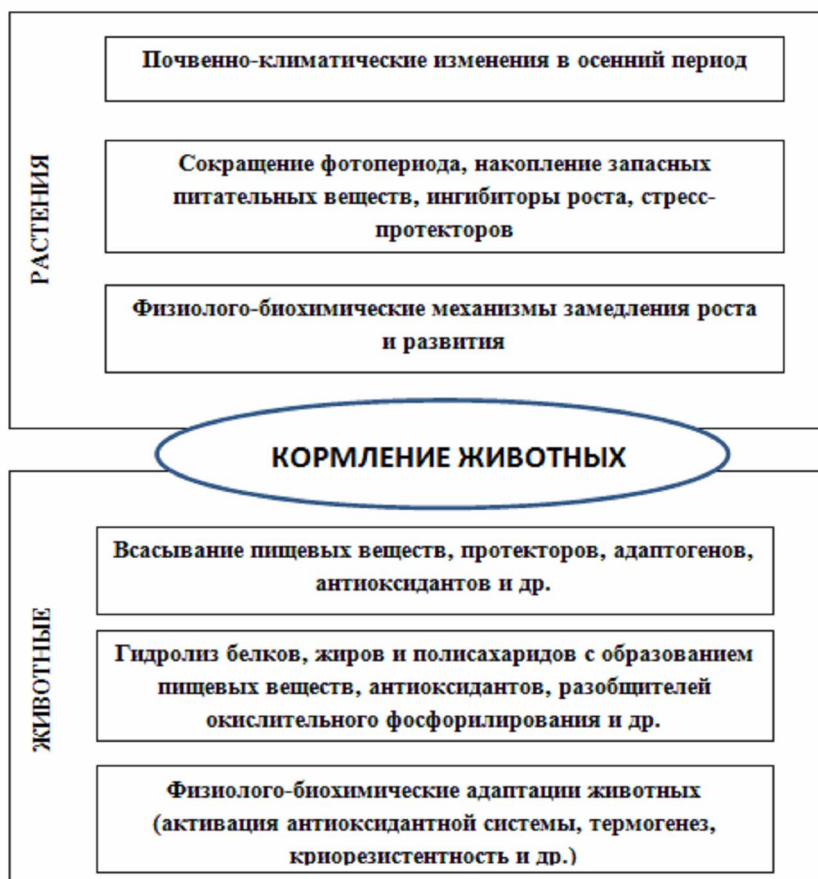 РАСТЕНИЯ
Почвенно-климатические изменения в осенний период
Сокращение фотопериода, накопление запасных
питательных веществ, ингибиторы роста, стресс-
протекторов
Физиолого-биохимические механизмы замедления роста
и развития
КОРМЛЕНИЕ ЖИВОТНЫХ
ЖИВОТНЫЕ
Всасывание пищевых веществ, протекторов, адаптогенов,
антиоксидантов и др.
Гидролиз белков, жиров и полисахаридов с образованием
пищевых веществ, антиоксидантов, разобщителей
окислительного фосфорилирования и др.
Физиолого-биохимические адаптации животных
(активация антиоксидантной системы, термогенез,
криорезистентность и др.)